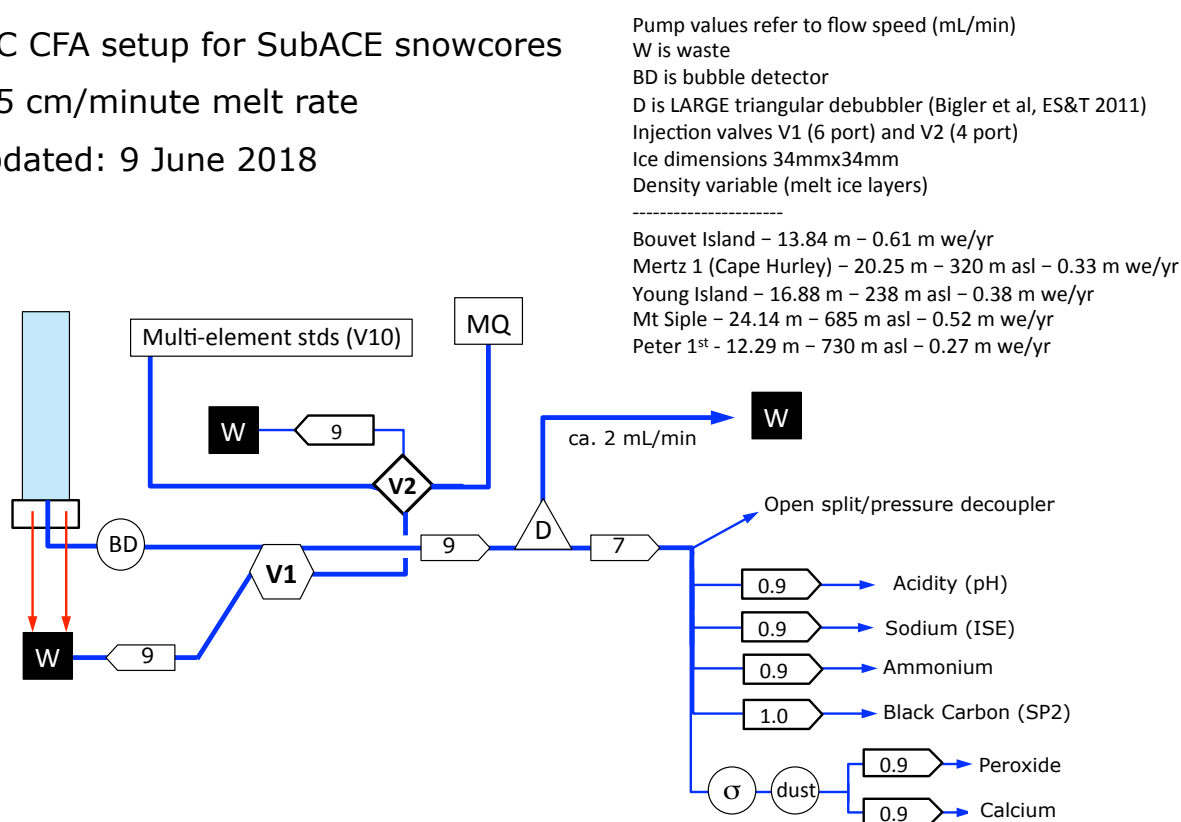 C CFA setup for SubACE snowcores
5 cm/minute melt rate
dated: 9 June 2018
Pump values refer to flow speed (mL/min)
W is waste
BD is bubble detector
D is LARGE triangular debubbler (Bigler et al, ES&T 2011)
Injection valves V1 (6 port) and V2 (4 port)
Ice dimensions 34mmx34mm
Density variable (melt ice layers)
----------------------
Bouvet Island – 13.84 m – 0.61 m we/yr
Mertz 1 (Cape Hurley) – 20.25 m – 320 m asl – 0.33 m we/yr
Young Island – 16.88 m – 238 m asl – 0.38 m we/yr
Mt Siple – 24.14 m – 685 m asl – 0.52 m we/yr
Peter 1st - 12.29 m – 730 m asl – 0.27 m we/yr
Multi-element stds (V10)
MQ
W
9
V2
ca. 2 mL/min
W
BD
V1
9
D
7
Open split/pressure decoupler
0.9
Acidity (pH)
0.9
Sodium (ISE)
W
9
0.9
Ammonium
1.0
Black Carbon (SP2)
σ
dust
0.9
Peroxide
0.9
Calcium